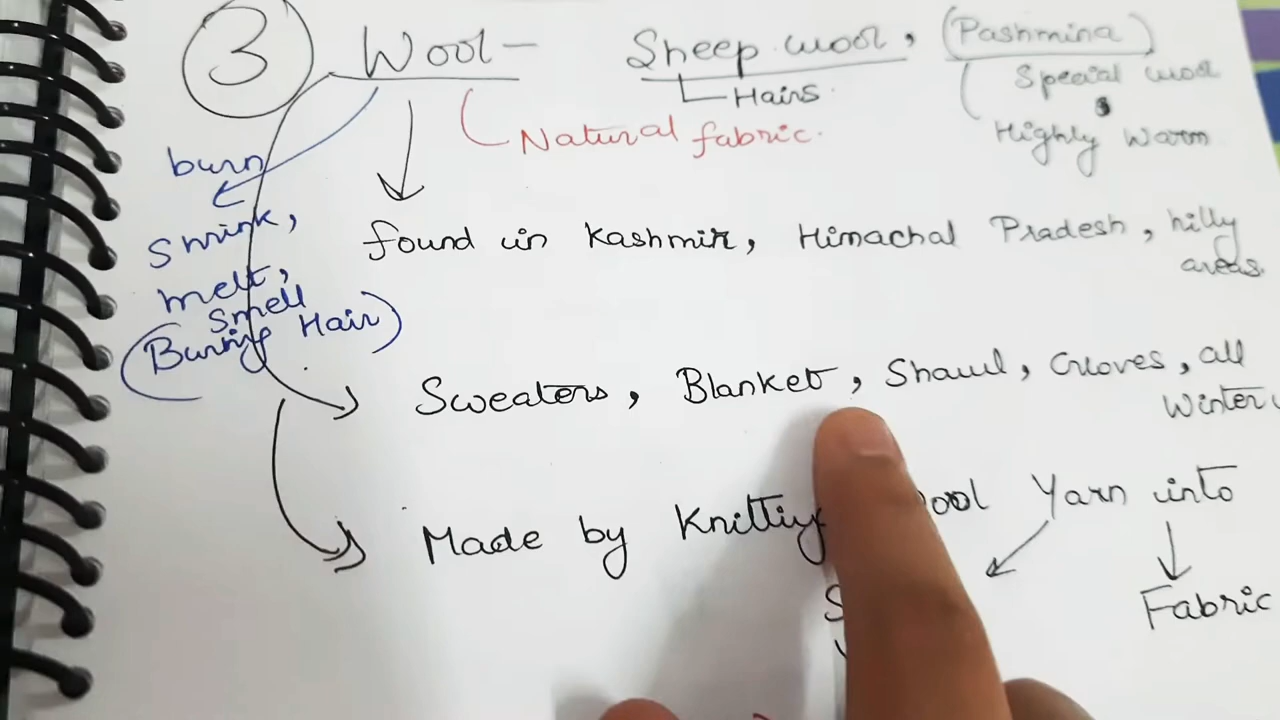 3 Wool – Sheep wool, (Pashmina)
Hairs.
Special wool
Natural fabric.
Highly Warm
burn
Shrink,
melt,
Smell
(Burning Hair)
found in Kashmir, Himachal Pradesh, hilly
areas.
Sweaters, Blanket, Shawl, Gloves, all
Winter
Made by Knitting Yarn into
Fabric